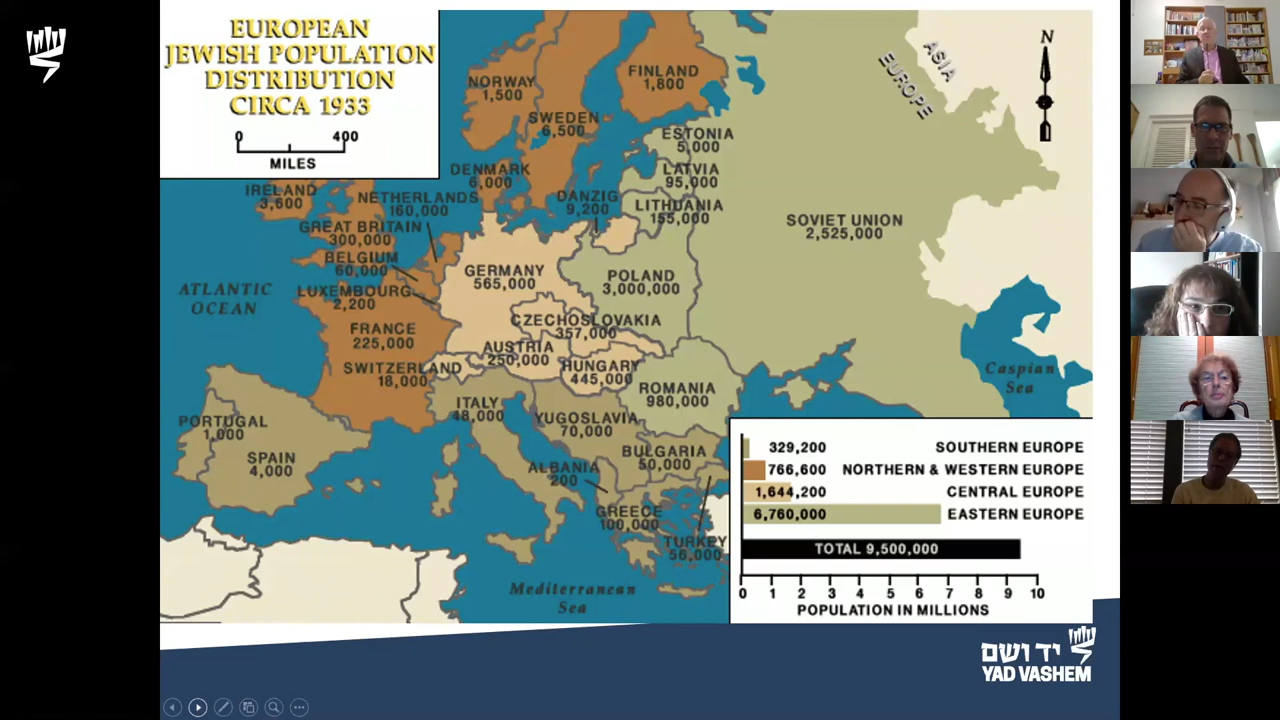 EUROPEAN
JEWISH POPULATION
DISTRIBUTION
CIRCA 1933
0 400
MILES
N
ASIA
EUROPE
NORWAY
1,500
FINLAND
1,800
SWEDEN
6,500
ESTONIA
5,000
DENMARK
6,000
LATVIA
95,000
IRELAND
3,600
NETHERLANDS
160,000
DANZIG
9,200
LITHUANIA
155,000
GREAT BRITAIN
300,000
SOVIET UNION
2,525,000
BELGIUM
60,000
GERMANY
565,000
POLAND
3,000,000
ATLANTIC
OCEAN
LUXEMBOURG
2,200
FRANCE
225,000
CZECHOSLOVAKIA
357,000
AUSTRIA
250,000
SWITZERLAND
18,000
HUNGARY
445,000
ROMANIA
980,000
Caspian
Sea
ITALY
48,000
YUGOSLAVIA
70,000
PORTUGAL
1,000
SPAIN
4,000
BULGARIA
50,000
ALBANIA
200
GREECE
100,000
TURKEY
56,000
Mediterranean
Sea
329,200 SOUTHERN EUROPE
766,600 NORTHERN & WESTERN EUROPE
1,644,200 CENTRAL EUROPE
6,760,000 EASTERN EUROPE
TOTAL 9,500,000
0 1 2 3 4 5 6 7 8 9 10
POPULATION IN MILLIONS
יד ושם
YAD VASHEM